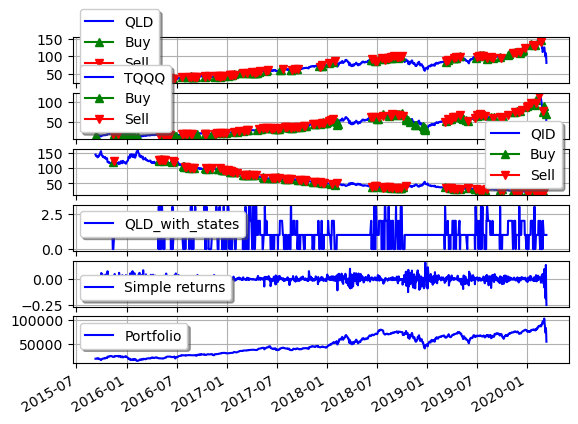 QLD
Buy
Sell
150
100
50
TQQQ
Buy
Sell
100
50
QID
Buy
Sell
150
100
50
QLD_with_states
2.5
0.0
Simple returns
0.00
-0.25
Portfolio
100000
50000
2015-07
2016-01
2016-07
2017-01
2017-07
2018-01
2018-07
2019-01
2019-07
2020-01